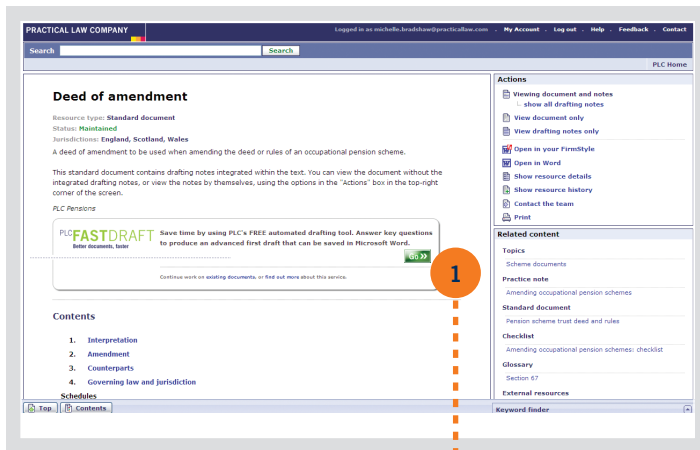 PRACTICAL LAW COMPANY
Logged in as michelle.bradshaw@practicallaw.com . My Account . Log out . Help . Feedback . Contact
Search Search
PLC Home
Deed of amendment
Resource type: Standard document
Status: Maintained
Jurisdictions: England, Scotland, Wales
A deed of amendment to be used when amending the deed or rules of an occupational pension scheme.
This standard document contains drafting notes integrated within the text. You can view the document without the
integrated drafting notes, or view the notes by themselves, using the options in the "Actions" box in the top-right
corner of the screen.
PLC Pensions
PLC FASTDRAFT
Better documents, faster
Save time by using PLC's FREE automated drafting tool. Answer key questions
to produce an advanced first draft that can be saved in Microsoft Word.
Go »
Continue work on existing documents, or find out more about this service.
1
Contents
1. Interpretation
2. Amendment
3. Counterparts
4. Governing law and jurisdiction
Schedules
Top Contents
Actions
Viewing document and notes
show all drafting notes
View document only
View drafting notes only
Open in your FirmStyle
Open in Word
Show resource details
Show resource history
Contact the team
Print
Related content
Topics
Scheme documents
Practice note
Amending occupational pension schemes
Standard document
Pension scheme trust deed and rules
Checklist
Amending occupational pension schemes: checklist
Glossary
Section 67
External resources
Keyword finder